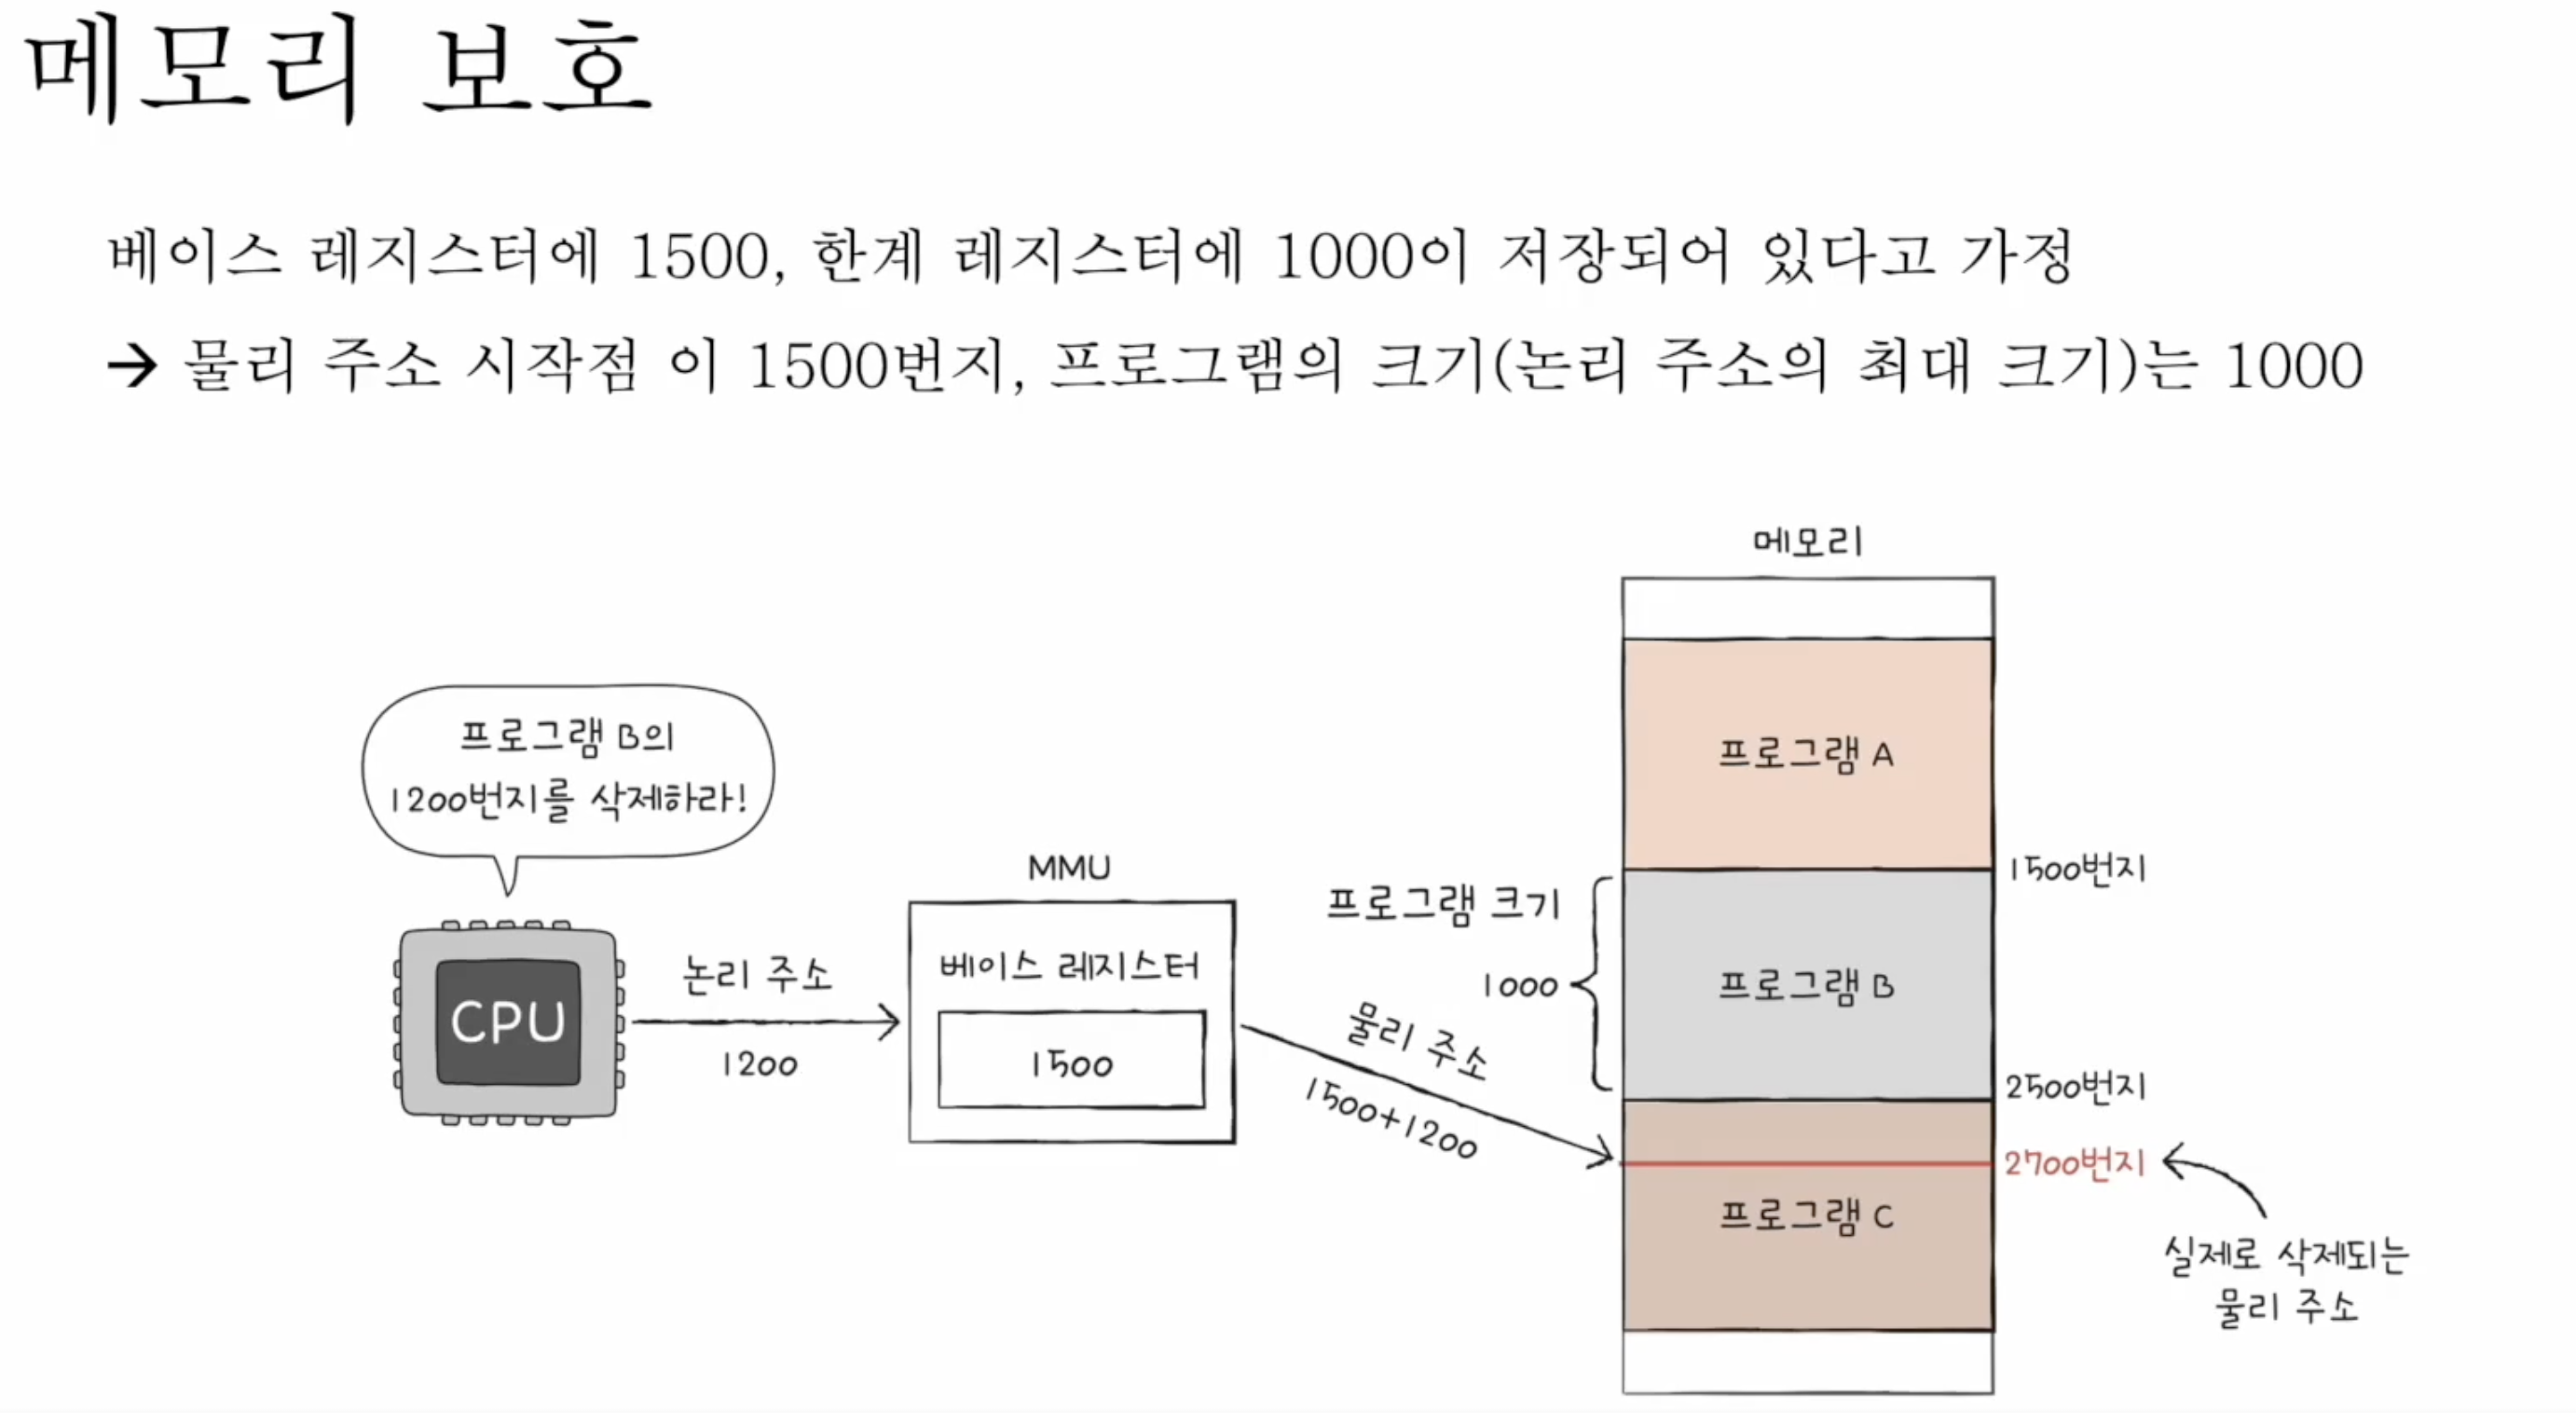 메모리 보호
베이스 레지스터에 1500, 한계 레지스터에 1000이 저장되어 있다고 가정
→ 물리 주소 시작점 이 1500번지, 프로그램의 크기(논리 주소의 최대 크기)는 1000
메모리
프로그램 B의
1200번지를 삭제하라!
CPU
논리 주소
1200
MMU
베이스 레지스터
1500
물리 주소
1500+1200
프로그램 크기
1000
프로그램 A
1500번지
프로그램 B
2500번지
2700번지
프로그램 C
실제로 삭제되는
물리 주소